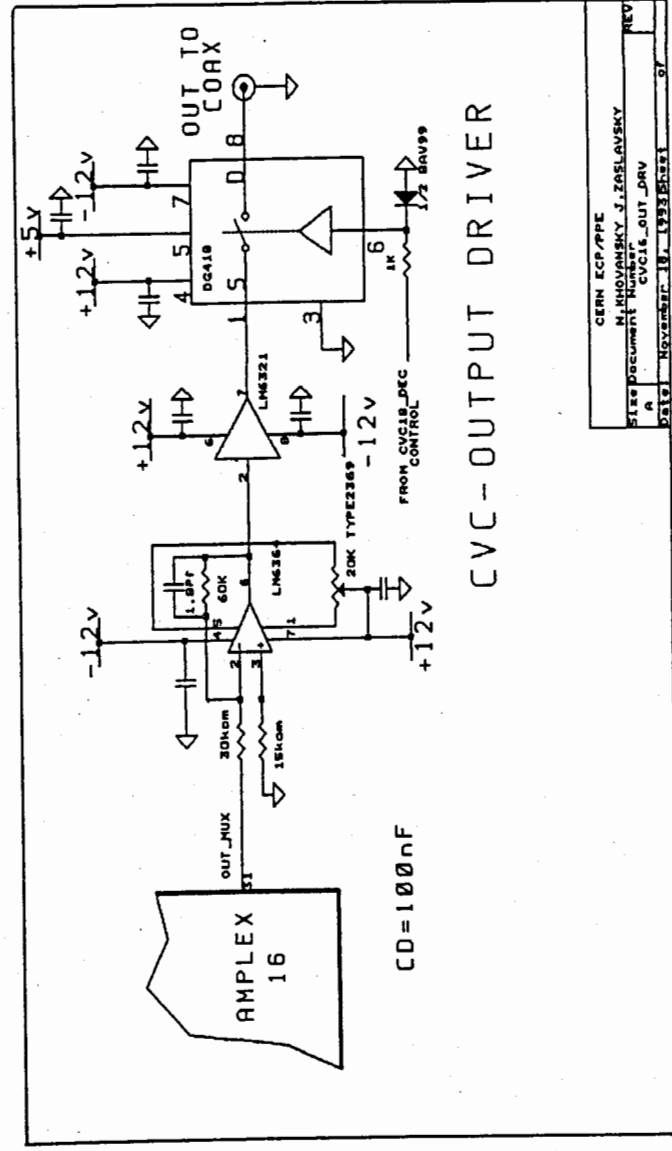 +5v
+12v
-12v
OUT TO
COAX
4
5
7
DG418
1
S
D
8
3
6
1K
1/2 BAV99
FROM CVC18_DEC
CONTROL
+12v
6
LM6321
2
7
8
-12v
-12v
1.8Pf
60K
4
5
2
-
3
+
6
7
1
LM636
20K TYPE2369
+12v
30kom
15kom
OUT_MUX
31
AMPLEX
16
CD=100nF
CVC-OUTPUT DRIVER
CERN ECP/PPE
N.KHOVANSKY J.ZASLAVSKY
Size
Document Number
REV
A
CVC16_OUT_DRV
Date: November 18, 1993
Sheet
of